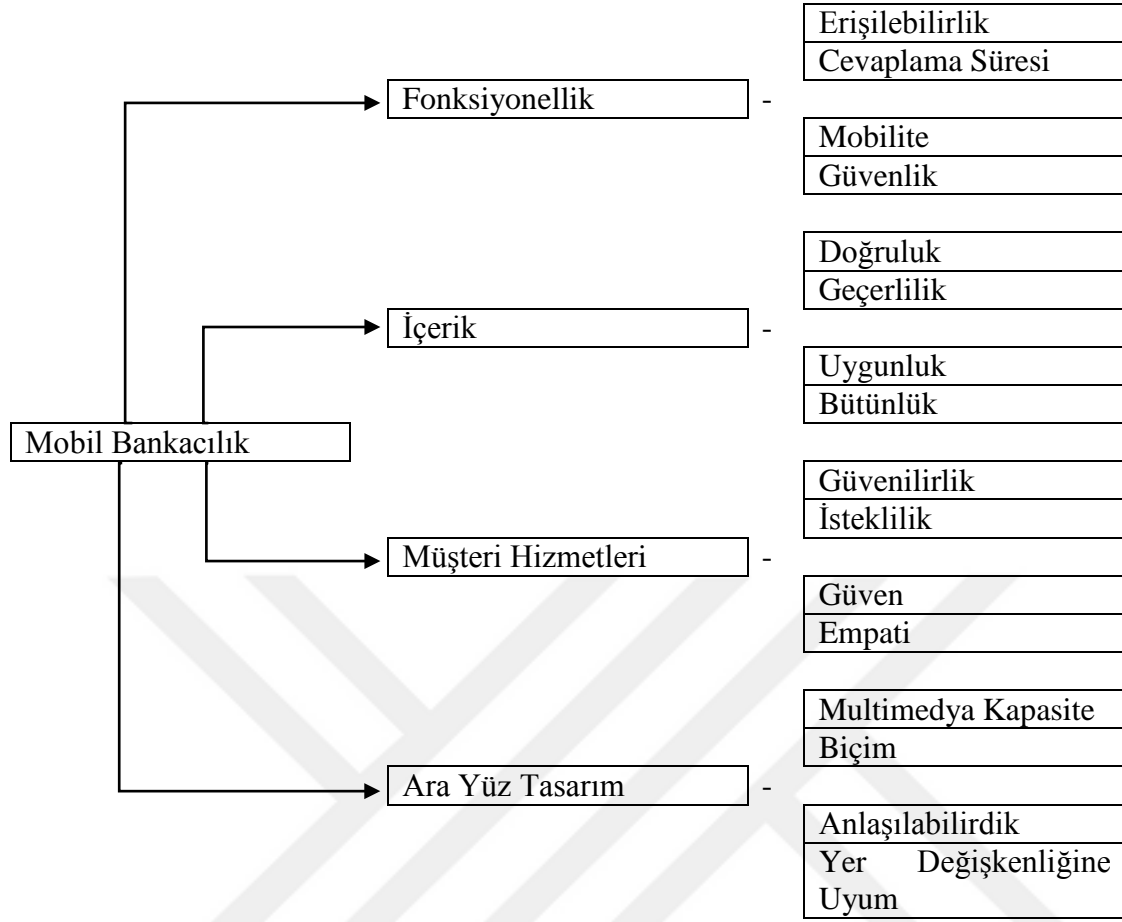 Erişilebilirlik
Cevaplama Süresi
Fonksiyonellik -
Mobilite
Güvenlik
Doğruluk
Geçerlilik
İçerik -
Uygunluk
Bütünlük
Mobil Bankacılık
Güvenilirlik
İsteklilik
Müşteri Hizmetleri -
Güven
Empati
Multimedya Kapasite
Biçim
Ara Yüz Tasarım -
Anlaşılabilirdik
Yer Değişkenliğine
Uyum